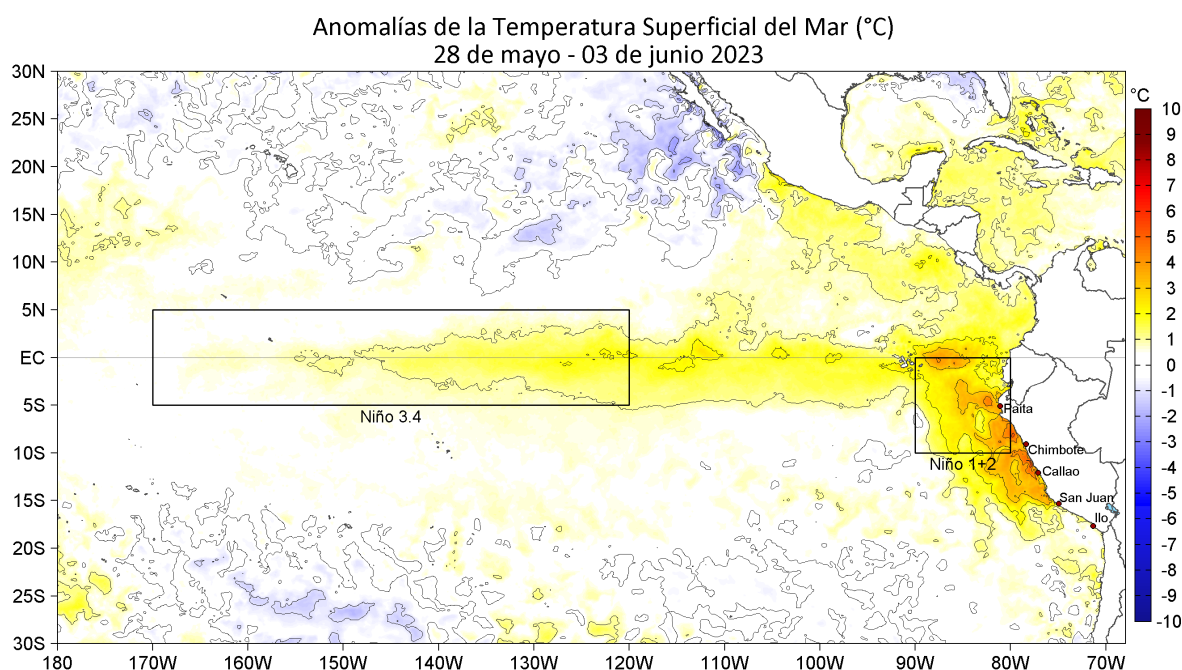 Anomalías de la Temperatura Superficial del Mar (°C)
28 de mayo - 03 de junio 2023
30N
25N
20N
15N
10N
5N
EC
5S
10S
15S
20S
25S
30S
180
170W
160W
150W
140W
130W
120W
110W
100W
90W
80W
70W
Niño 3.4
Niño 1+2
Paita
Chimbote
Callao
San Juan
Ilo
°C
10
9
8
7
6
5
4
3
2
1
0
-1
-2
-3
-4
-5
-6
-7
-8
-9
-10